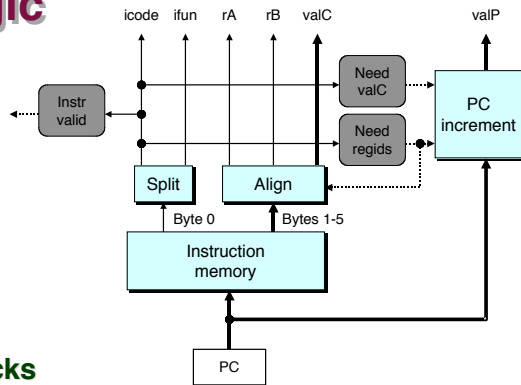 gic
icode ifun rA rB valC valP
Need
valC
Instr
valid
PC
increment
Need
regids
Split Align
Byte 0 Bytes 1-5
Instruction
memory
PC
cks